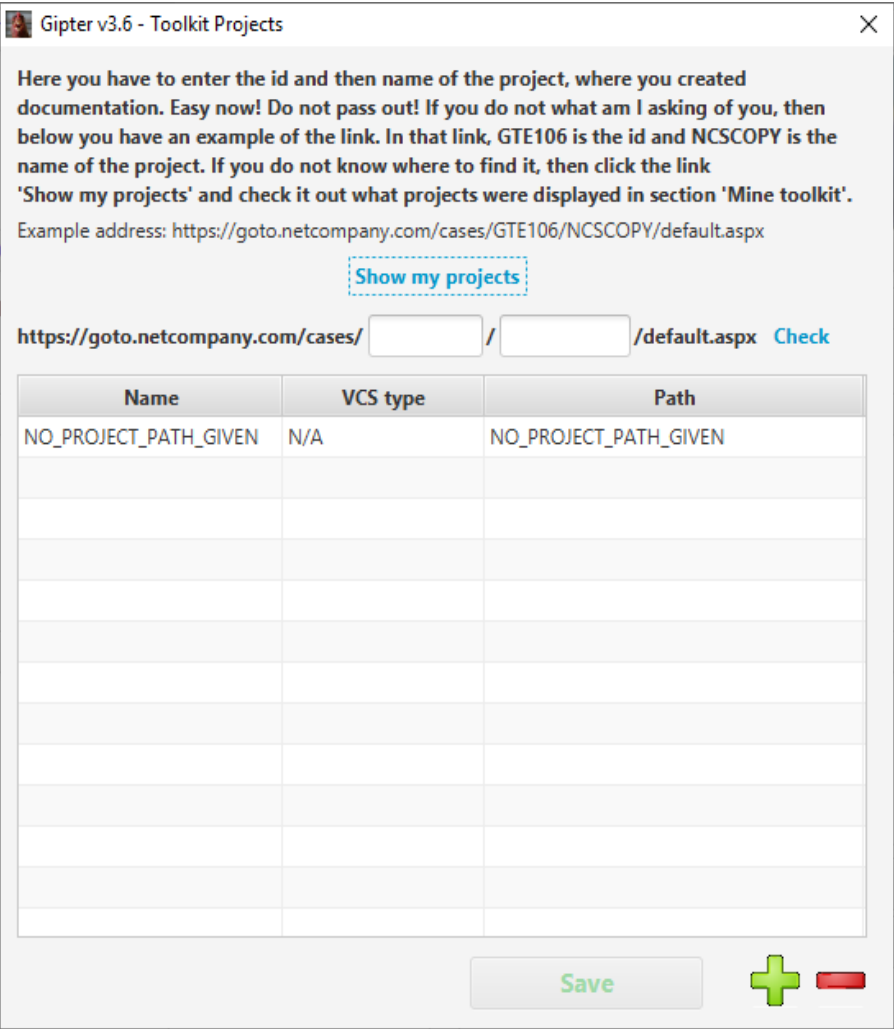 Gipter v3.6 - Toolkit Projects
Here you have to enter the id and then name of the project, where you created
documentation. Easy now! Do not pass out! If you do not what am I asking of you, then
below you have an example of the link. In that link, GTE106 is the id and NCSCOPY is the
name of the project. If you do not know where to find it, then click the link
'Show my projects' and check it out what projects were displayed in section 'Mine toolkit'.
Example address: https://goto.netcompany.com/cases/GTE106/NCSCOPY/default.aspx
Show my projects
https://goto.netcompany.com/cases/ / /default.aspx Check
Name VCS type Path
NO_PROJECT_PATH_GIVEN N/A NO_PROJECT_PATH_GIVEN
Save